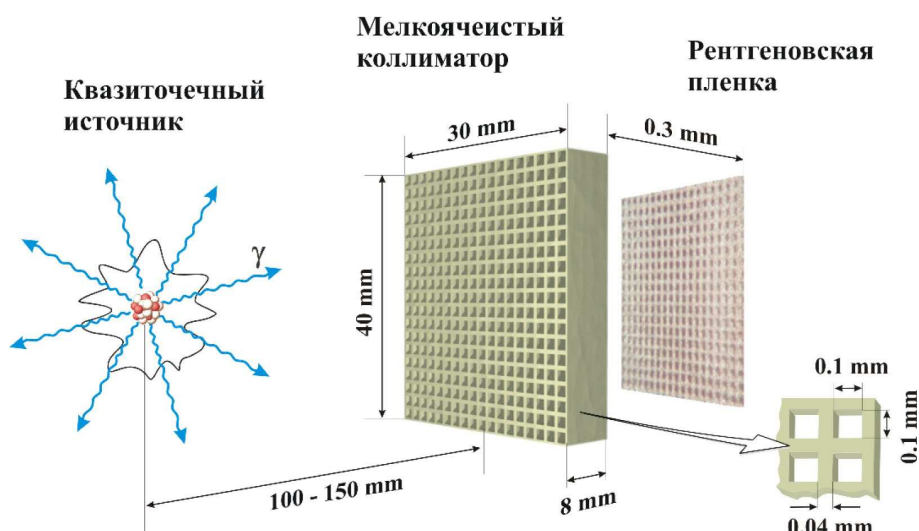 Мелкоячеистый
коллиматор
Рентгеновская
пленка
Квазиточечный
источник
30 mm
0.3 mm
γ
40 mm
0.1 mm
0.1 mm
100 - 150 mm
8 mm
0.04 mm